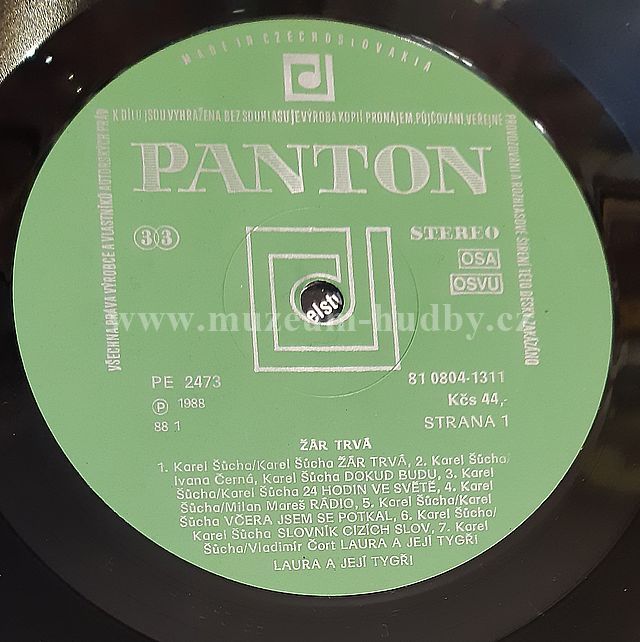 MADE IN CZECHOSLOVAKIA
VŠECHNA PRÁVA VÝROBCE A VLASTNÍKŮ AUTORSKÝCH PRÁV
K DÍLU JSOU VYHRAŽENA. BEZ SOUHLASU JE VÝROBA KOPIÍ PRONÁJEM, PŮJČOVÁNÍ, VEŘEJNÉ
PROVOZOVÁNÍ A ROZHLASOVÉ ŠÍŘENÍ TÉTO DESKY ZAKÁZÁNO
PANTON
33
STEREO
OSA
OSVU
www.muzeum-hudby.cz
PE 2473
81 0804-1311
Ⓟ 1988
Kčs 44,-
88 1
STRANA 1
ŽÁR TRVÁ
1. Karel Šůcha/Karel Šůcha ŽÁR TRVÁ, 2. Karel Šůcha/
Ivana Černá, Karel Šůcha DOKUD BUDU, 3. Karel
Šůcha/Karel Šůcha 24 HODIN VE SVĚTĚ, 4. Karel
Šůcha/Milan Mareš RÁDIO, 5. Karel Šůcha/Karel
Šůcha VČERA JSEM SE POTKAL, 6. Karel Šůcha/
Karel Šůcha SLOVNÍK CIZÍCH SLOV, 7. Karel
Šůcha/Vladimír Čort LAURA A JEJÍ TYGŘI
LAURA A JEJÍ TYGŘI